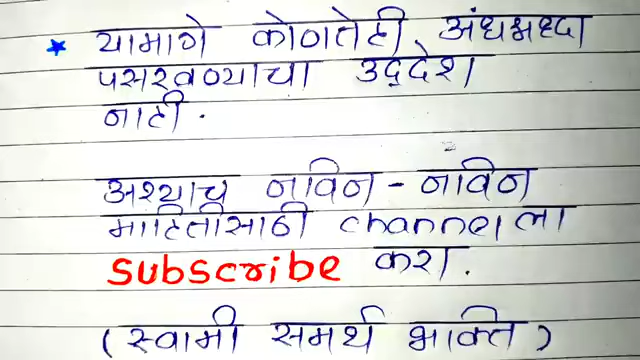 ★ यामागे कोणतेही अंधश्रध्दा
पसरवण्याचा उद्देश
नाही.
अश्याच नविन - नविन
माहितीसाठी channel ला
Subscribe करा.
(स्वामी समर्थ भक्ति)